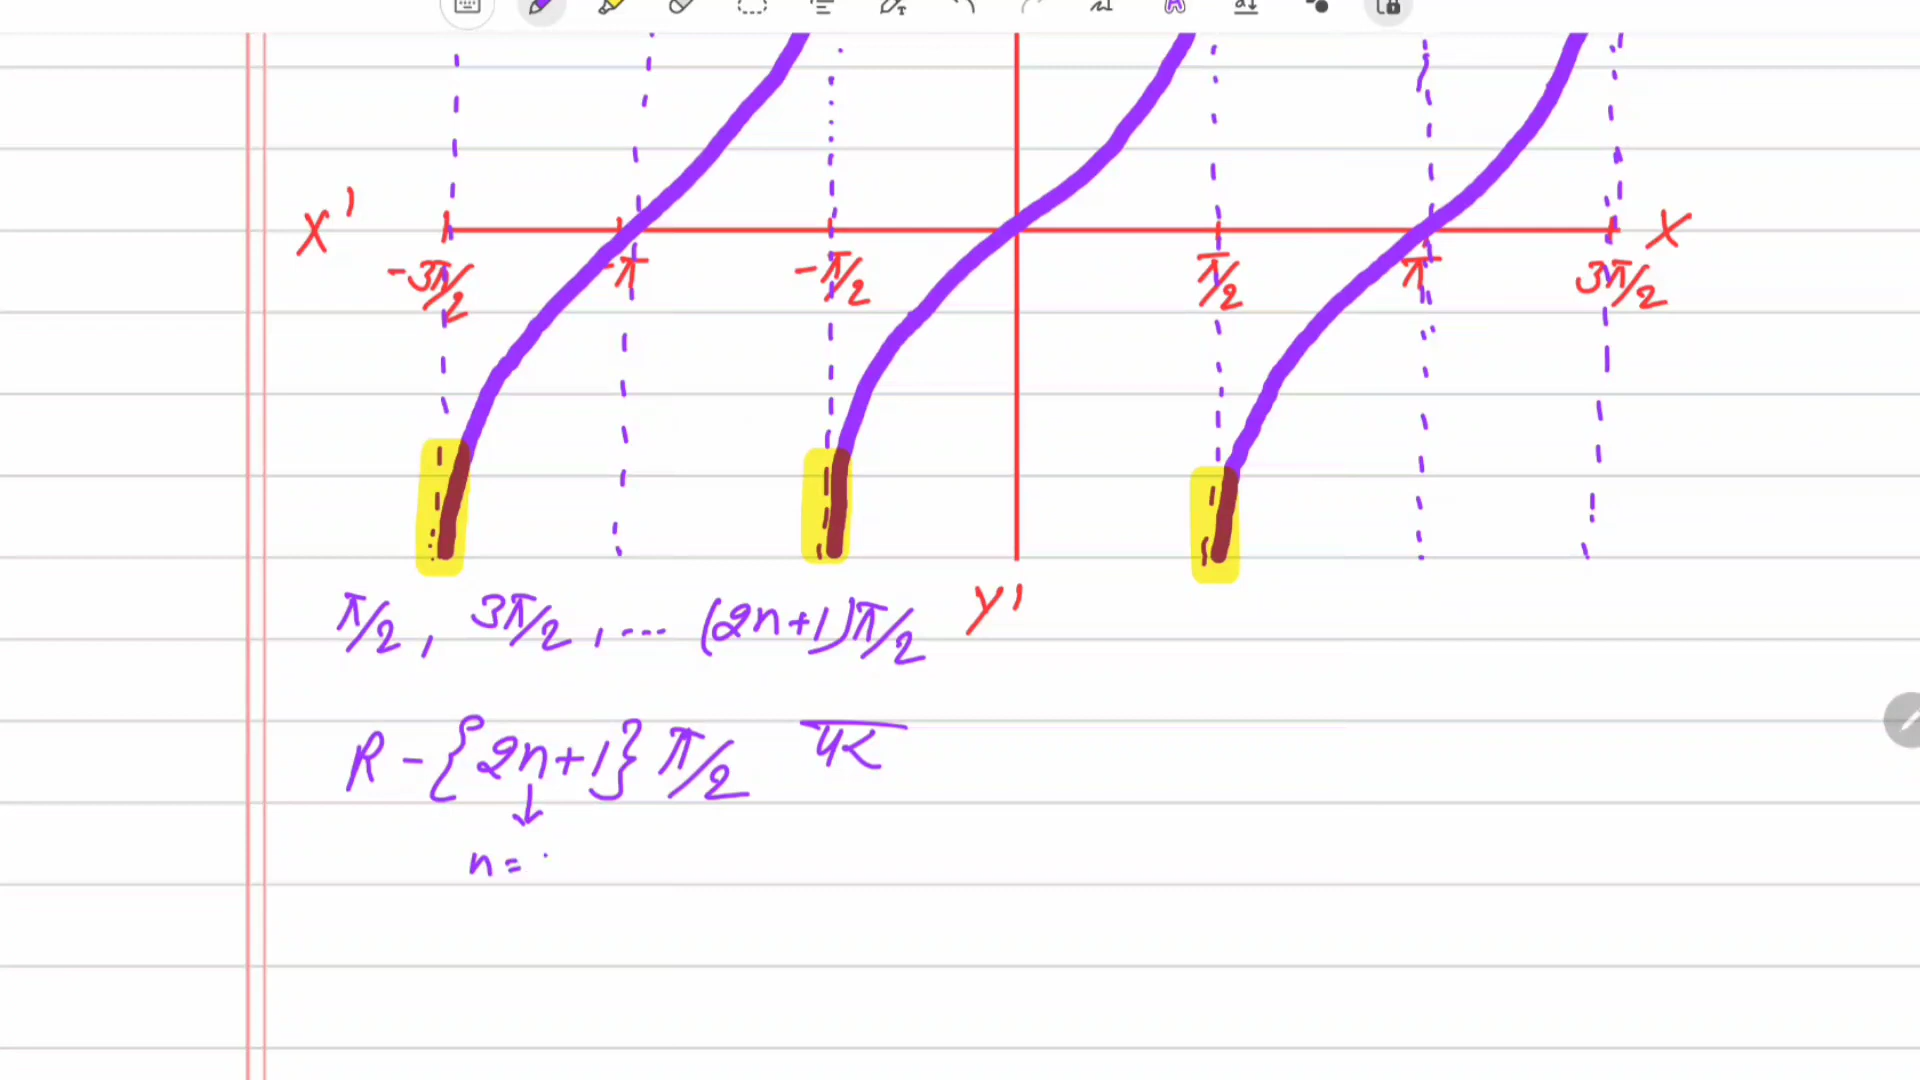 X' X
-3π/2 -π -π/2 π/2 π 3π/2
y'
π/2, 3π/2, .... (2n+1)π/2
R - {2n+1} π/2
n =